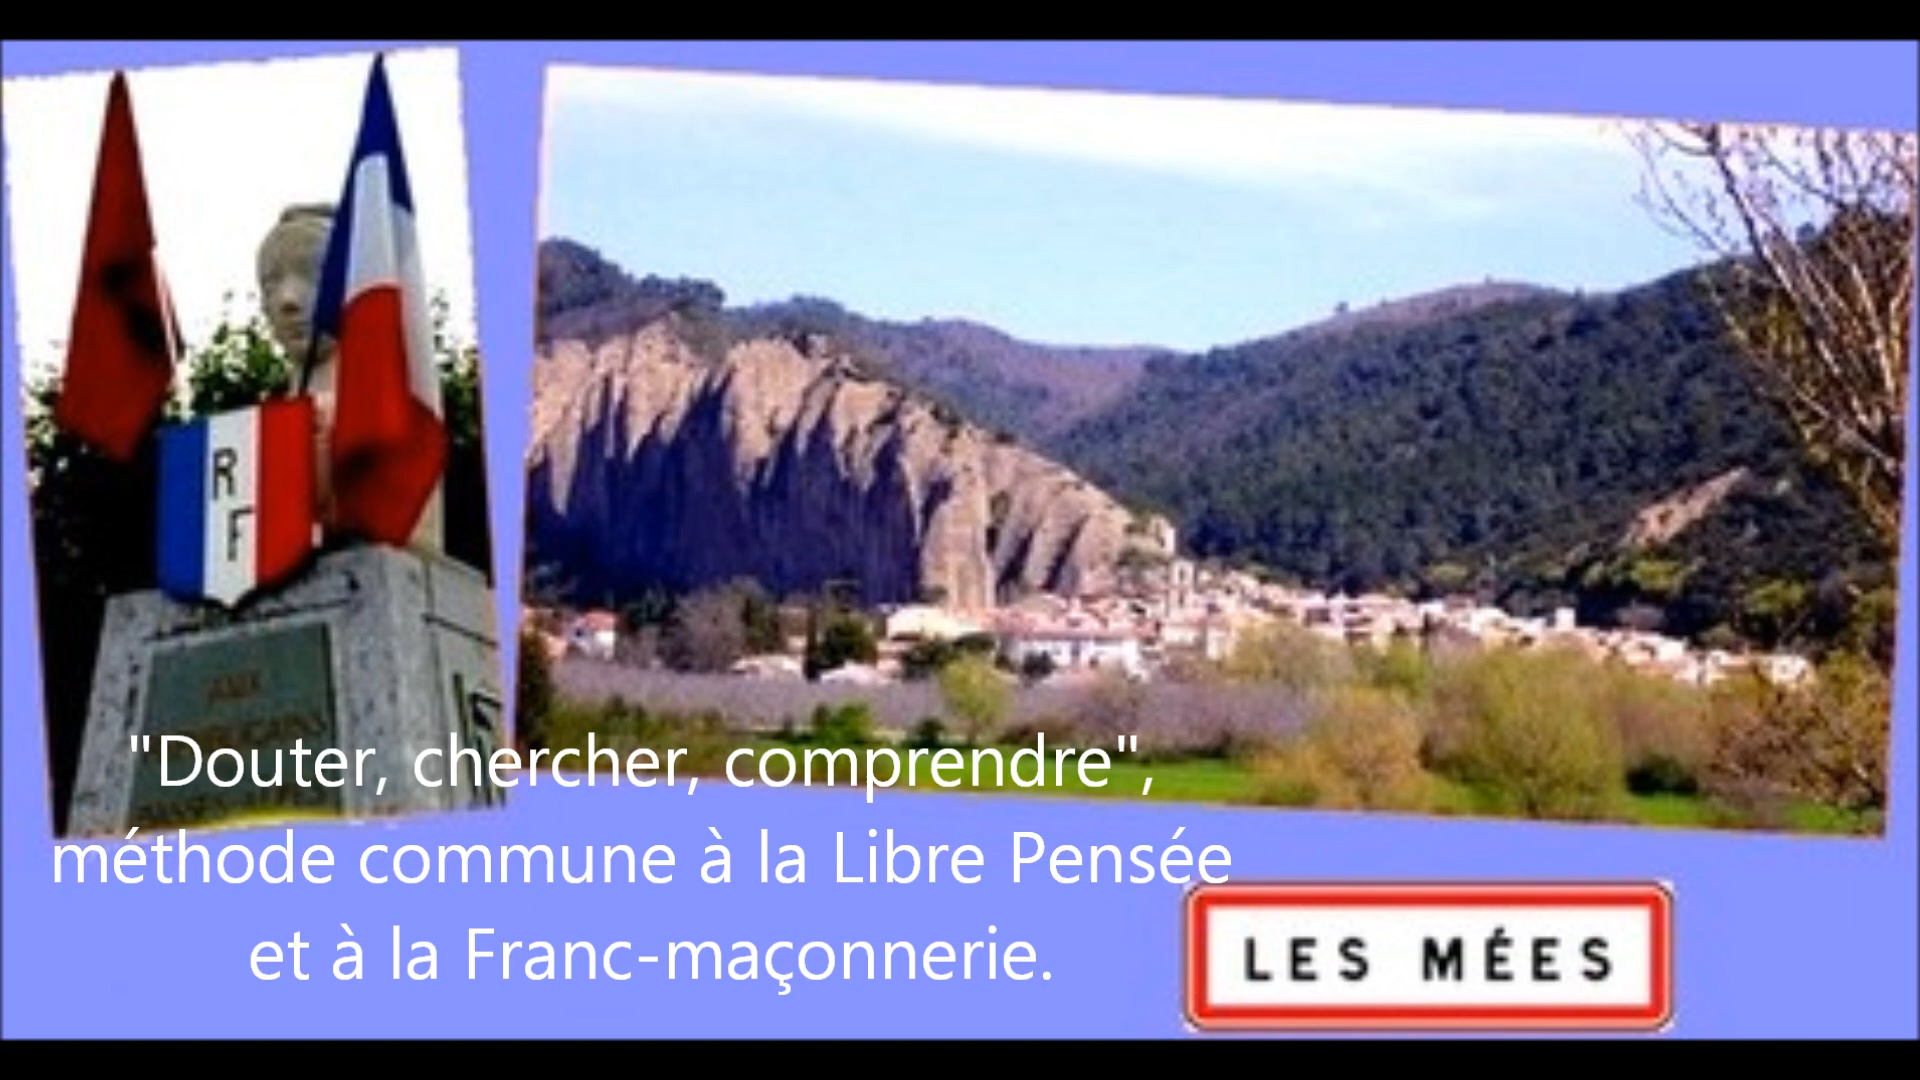 R
F
"Douter, chercher, comprendre",
méthode commune à la Libre Pensée
et à la Franc-maçonnerie.
LES MÉES